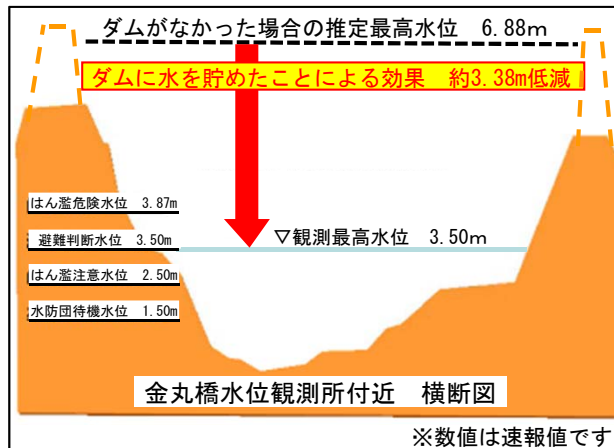 ダムがなかった場合の推定最高水位 6.88m
ダムに水を貯めたことによる効果 約3.38m低減
はん濫危険水位 3.87m
避難判断水位 3.50m
▽観測最高水位 3.50m
はん濫注意水位 2.50m
水防団待機水位 1.50m
金丸橋水位観測所付近 横断図
※数値は速報値です